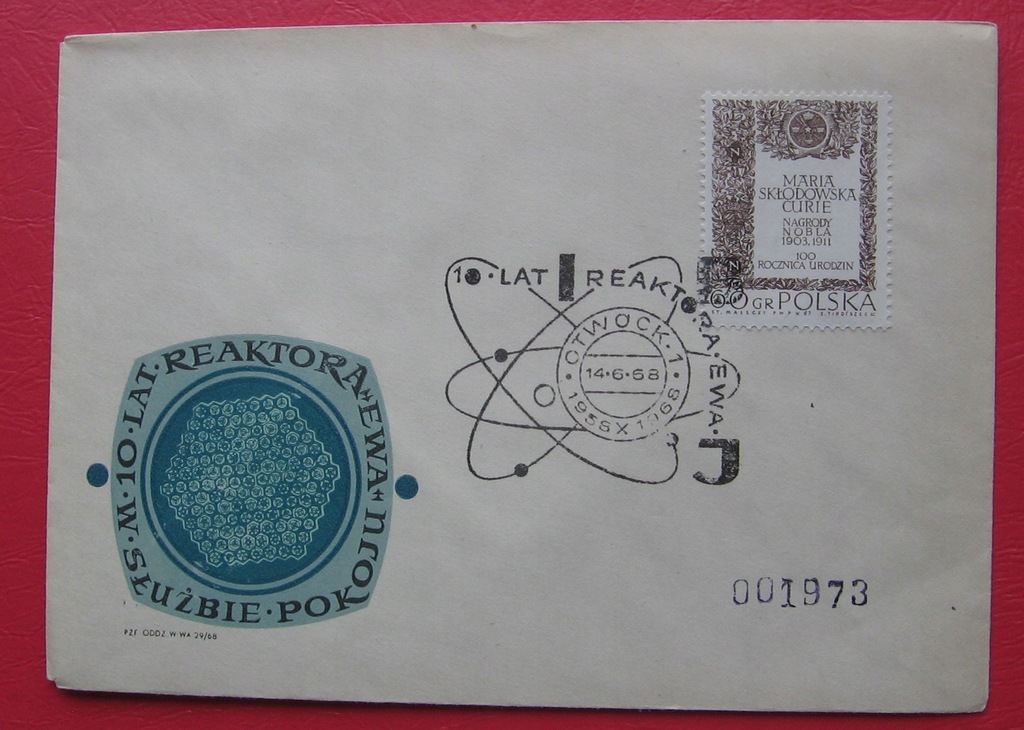 MARIA
SKŁODOWSKA
CURIE
NAGRODY
NOBLA
1903, 1911
100
ROCZNICA URODZIN
60 GR POLSKA
10·LAT REAKTORA·EWA·
OTWOCK·1
14·6·68
1958 X 1968
10·LAT·REAKTORA EWA
W·SŁUŻBIE·POKOJU
PZF ODDZ W-WA 29/68
001973